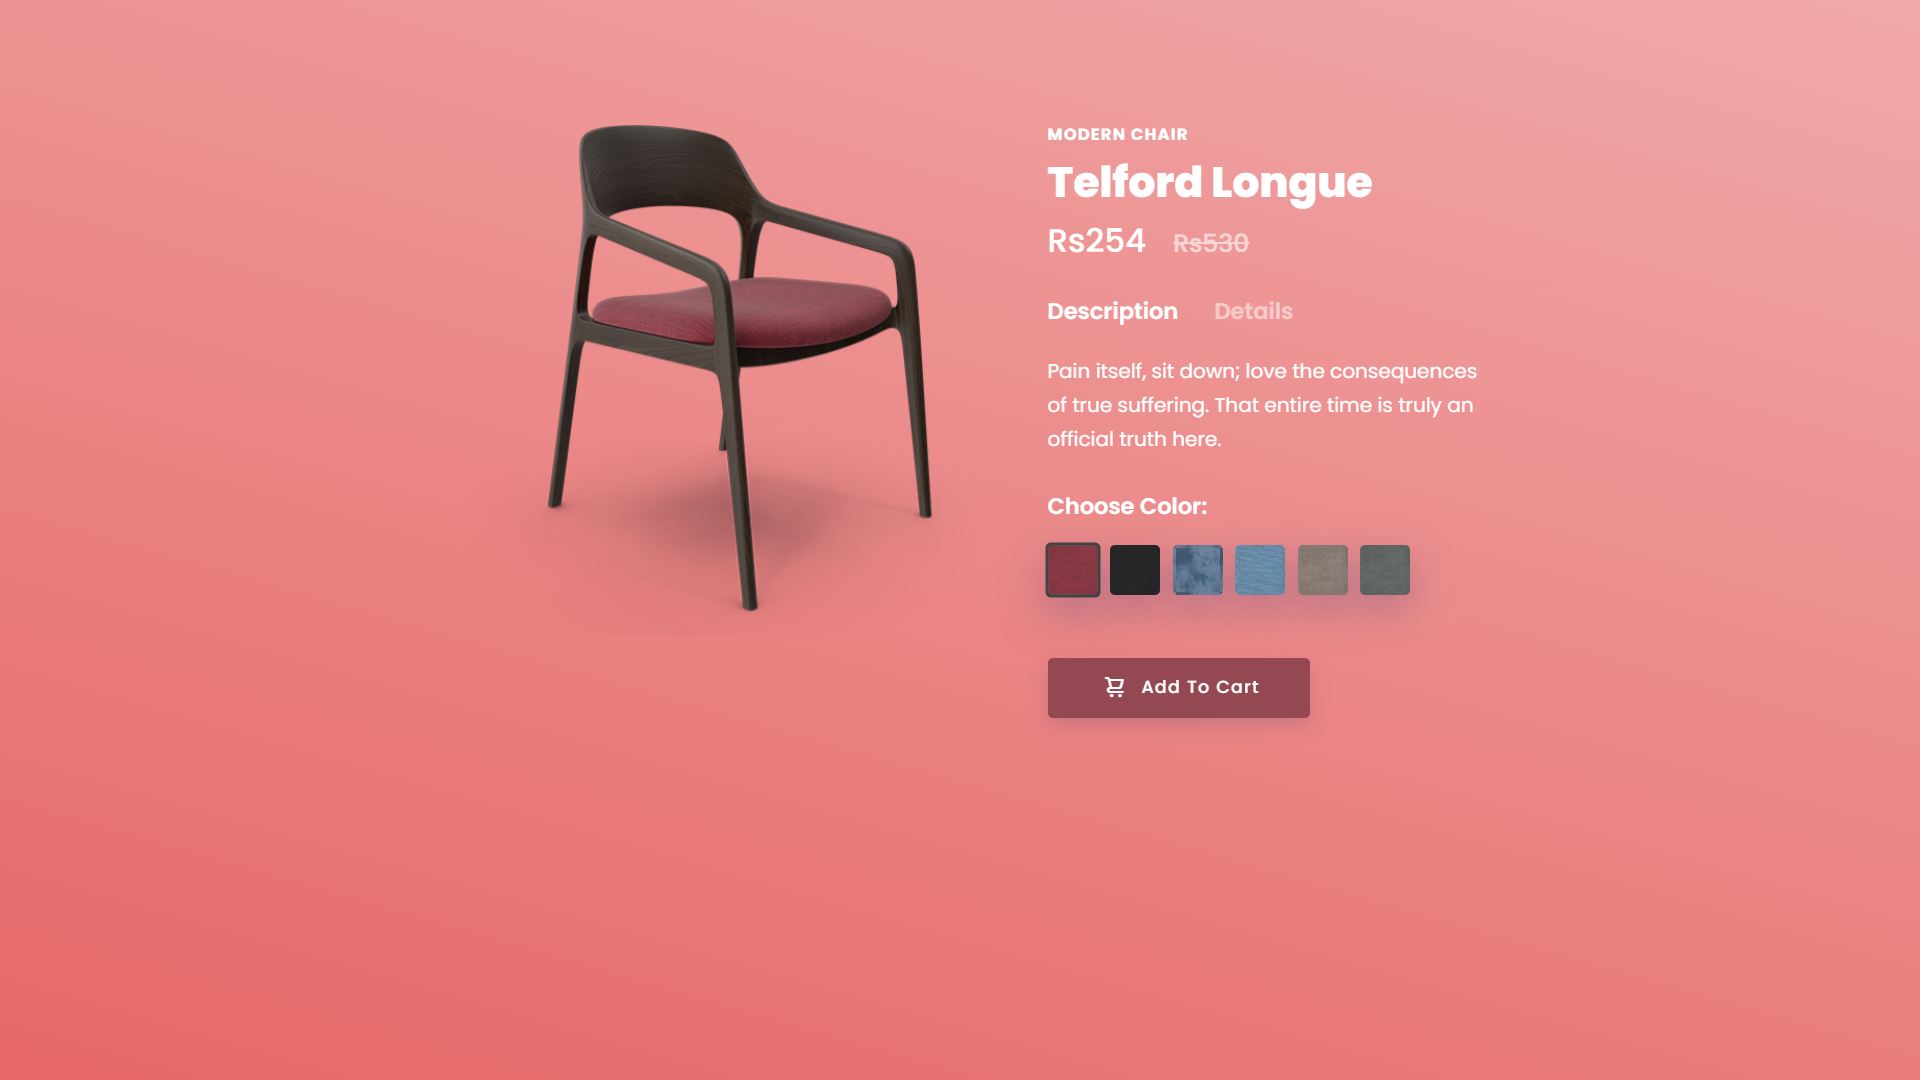 MODERN CHAIR
Telford Longue
Rs254 Rs530
Description Details
Pain itself, sit down; love the consequences
of true suffering. That entire time is truly an
official truth here.
Choose Color:
Add To Cart